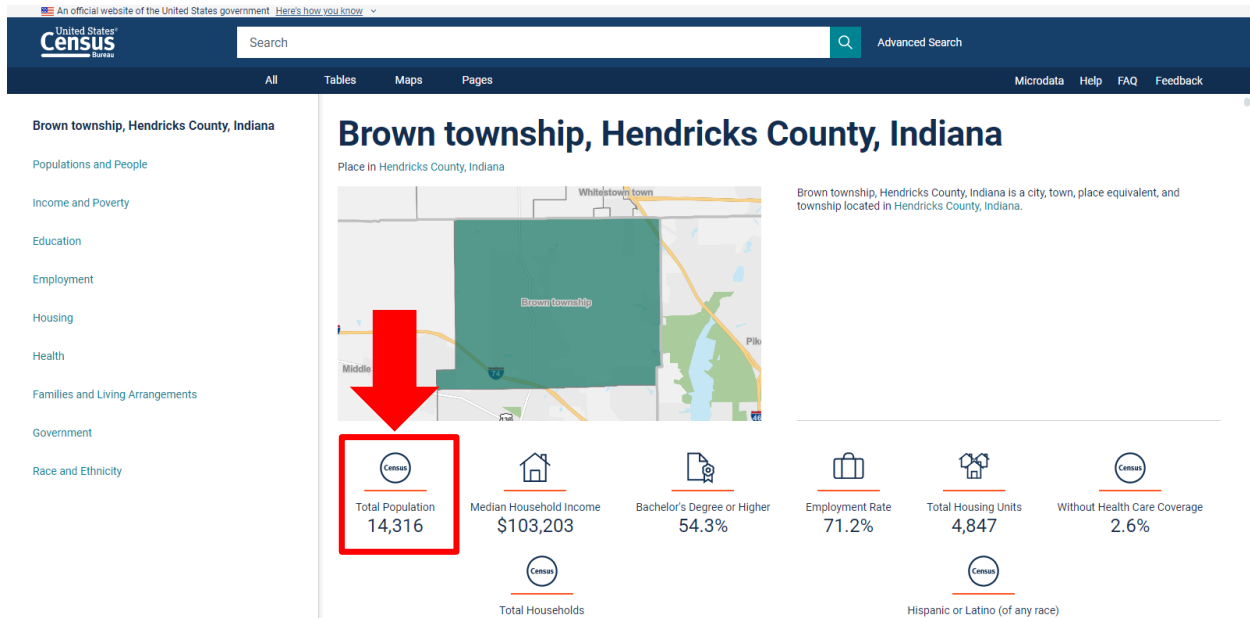 An official website of the United States government Here's how you know
United States®
Census
Bureau
Search
Advanced Search
All Tables Maps Pages
Microdata Help FAQ Feedback
Brown township, Hendricks County, Indiana
Populations and People
Income and Poverty
Education
Employment
Housing
Health
Families and Living Arrangements
Government
Race and Ethnicity
Brown township, Hendricks County, Indiana
Place in Hendricks County, Indiana
Whitestown town
Brown township
Pik
Middle
74
136
46
Brown township, Hendricks County, Indiana is a city, town, place equivalent, and
township located in Hendricks County, Indiana.
Census
Total Population
14,316
Median Household Income
$103,203
Bachelor's Degree or Higher
54.3%
Employment Rate
71.2%
Total Housing Units
4,847
Census
Without Health Care Coverage
2.6%
Census
Total Households
Census
Hispanic or Latino (of any race)